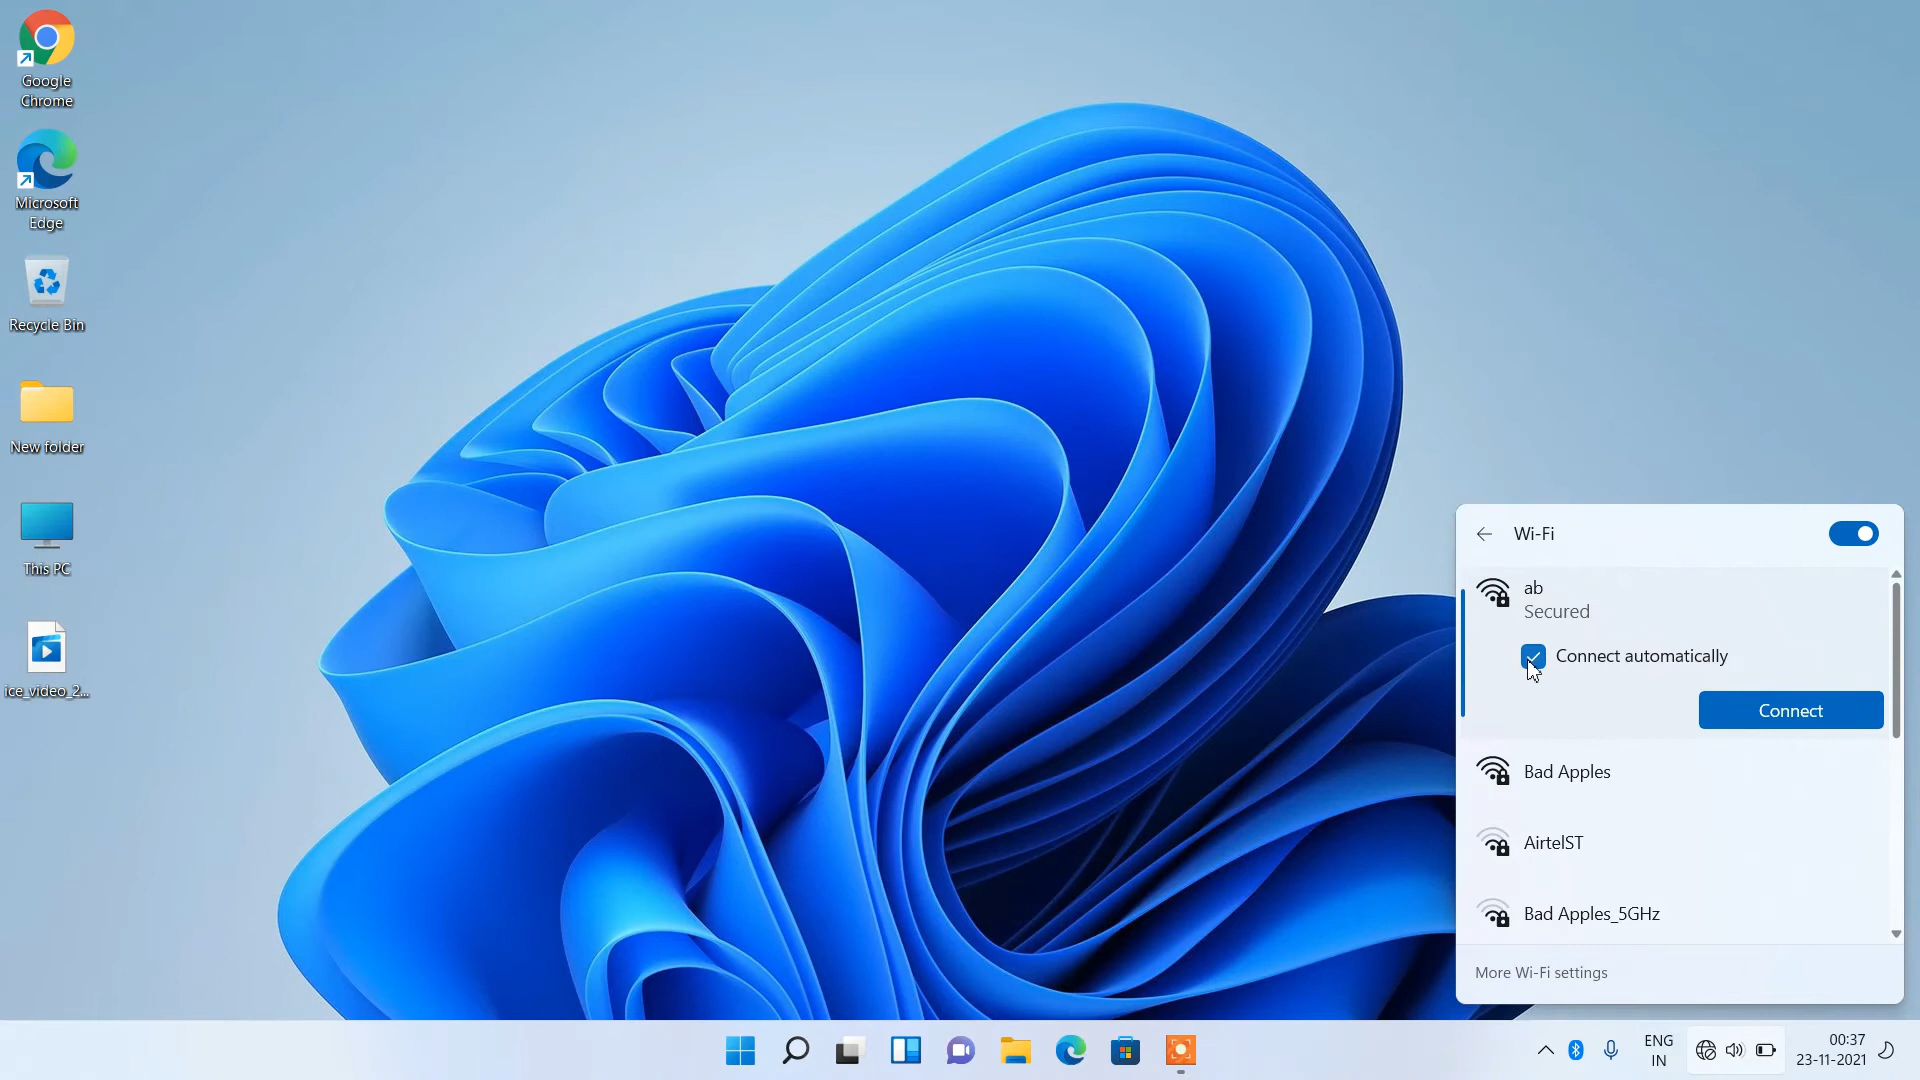 Google
Chrome
Microsoft
Edge
Recycle Bin
New folder
This PC
ice_video_2...
Wi-Fi
ab
Secured
Connect automatically
Connect
Bad Apples
AirtelST
Bad Apples_5GHz
More Wi-Fi settings
ENG
IN
00:37
23-11-2021